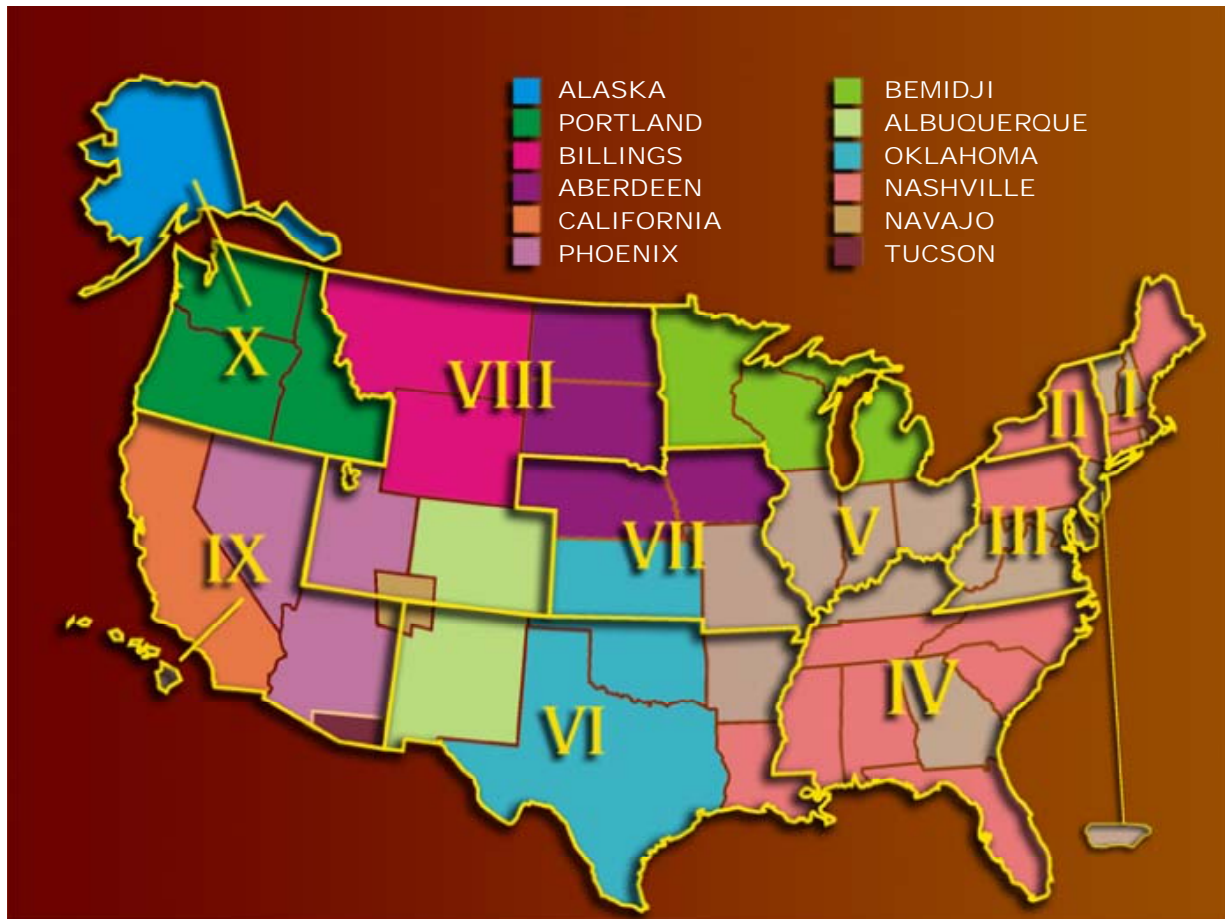 ALASKA
PORTLAND
BILLINGS
ABERDEEN
CALIFORNIA
PHOENIX
BEMIDJI
ALBUQUERQUE
OKLAHOMA
NASHVILLE
NAVAJO
TUCSON
X
VIII
II
I
IX
VII
V
III
VI
IV